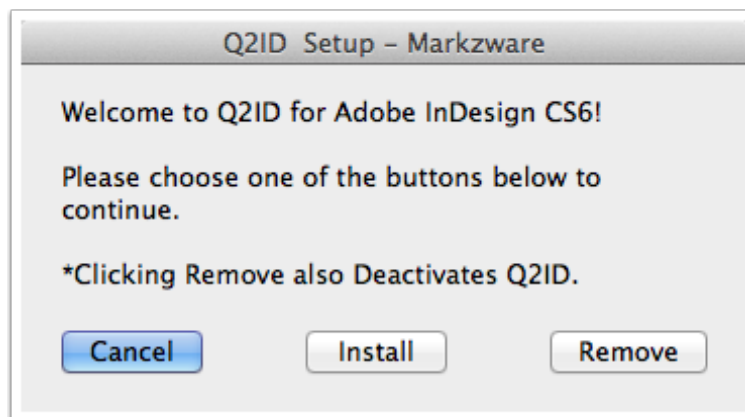 Q2ID Setup – Markzware
Welcome to Q2ID for Adobe InDesign CS6!
Please choose one of the buttons below to
continue.
*Clicking Remove also Deactivates Q2ID.
Cancel Install Remove